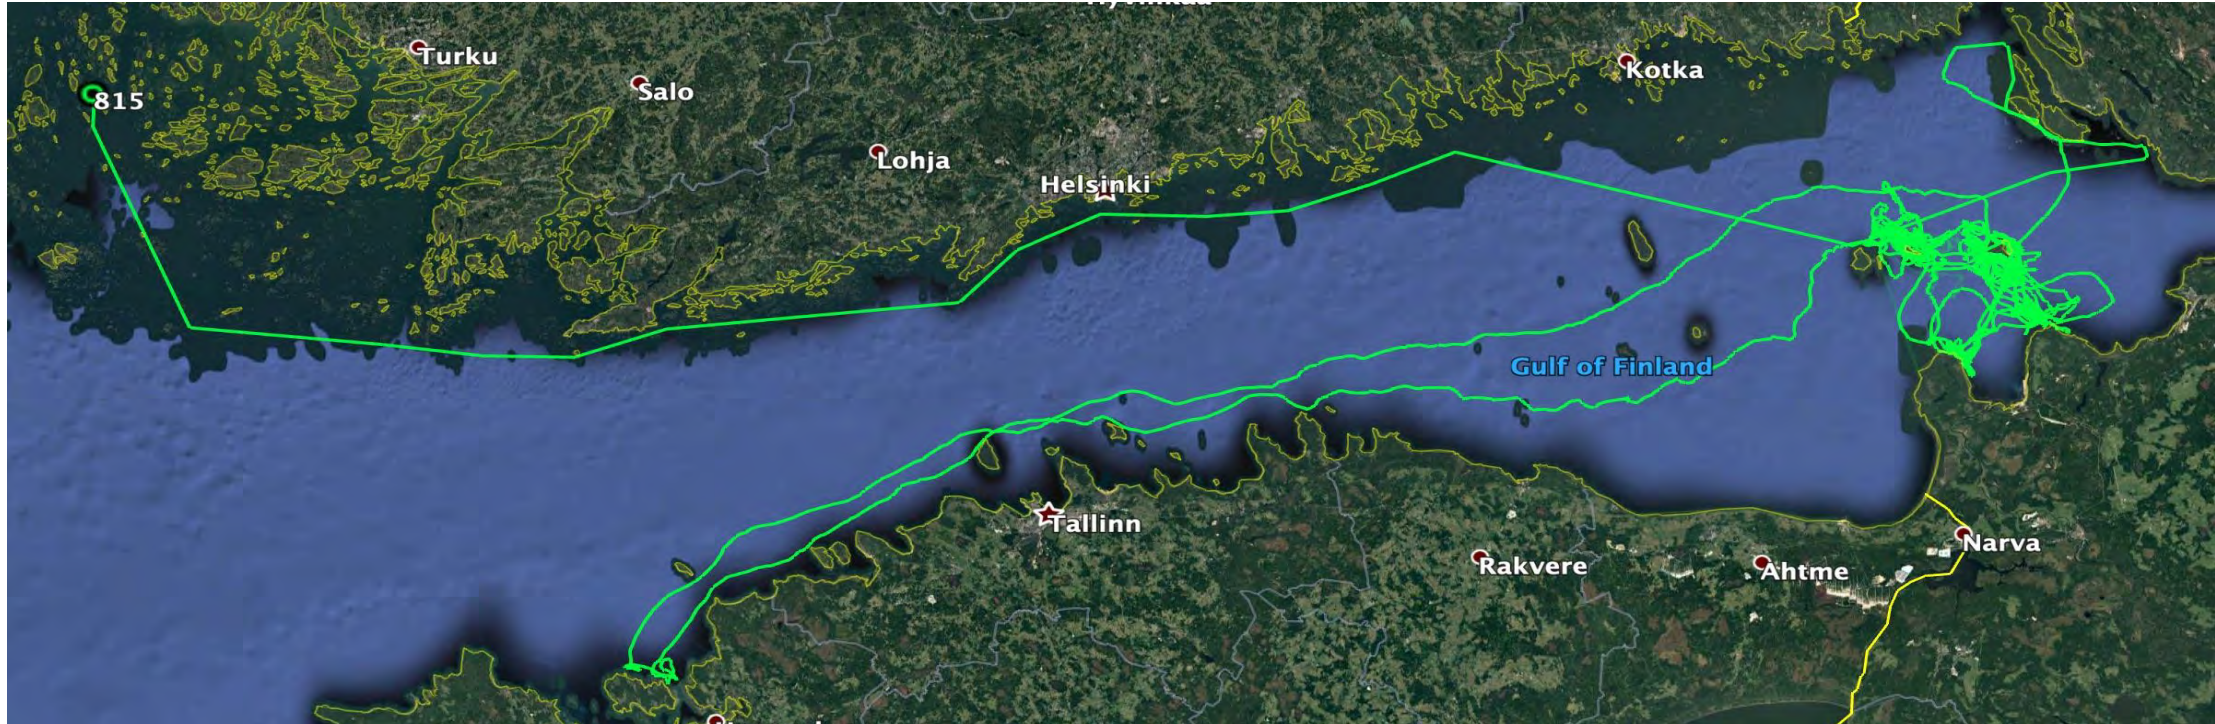 Turku
Kotka
815
Salo
Lohja
Helsinki
Gulf of Finland
Tallinn
Narva
Rakvere
Ahtme